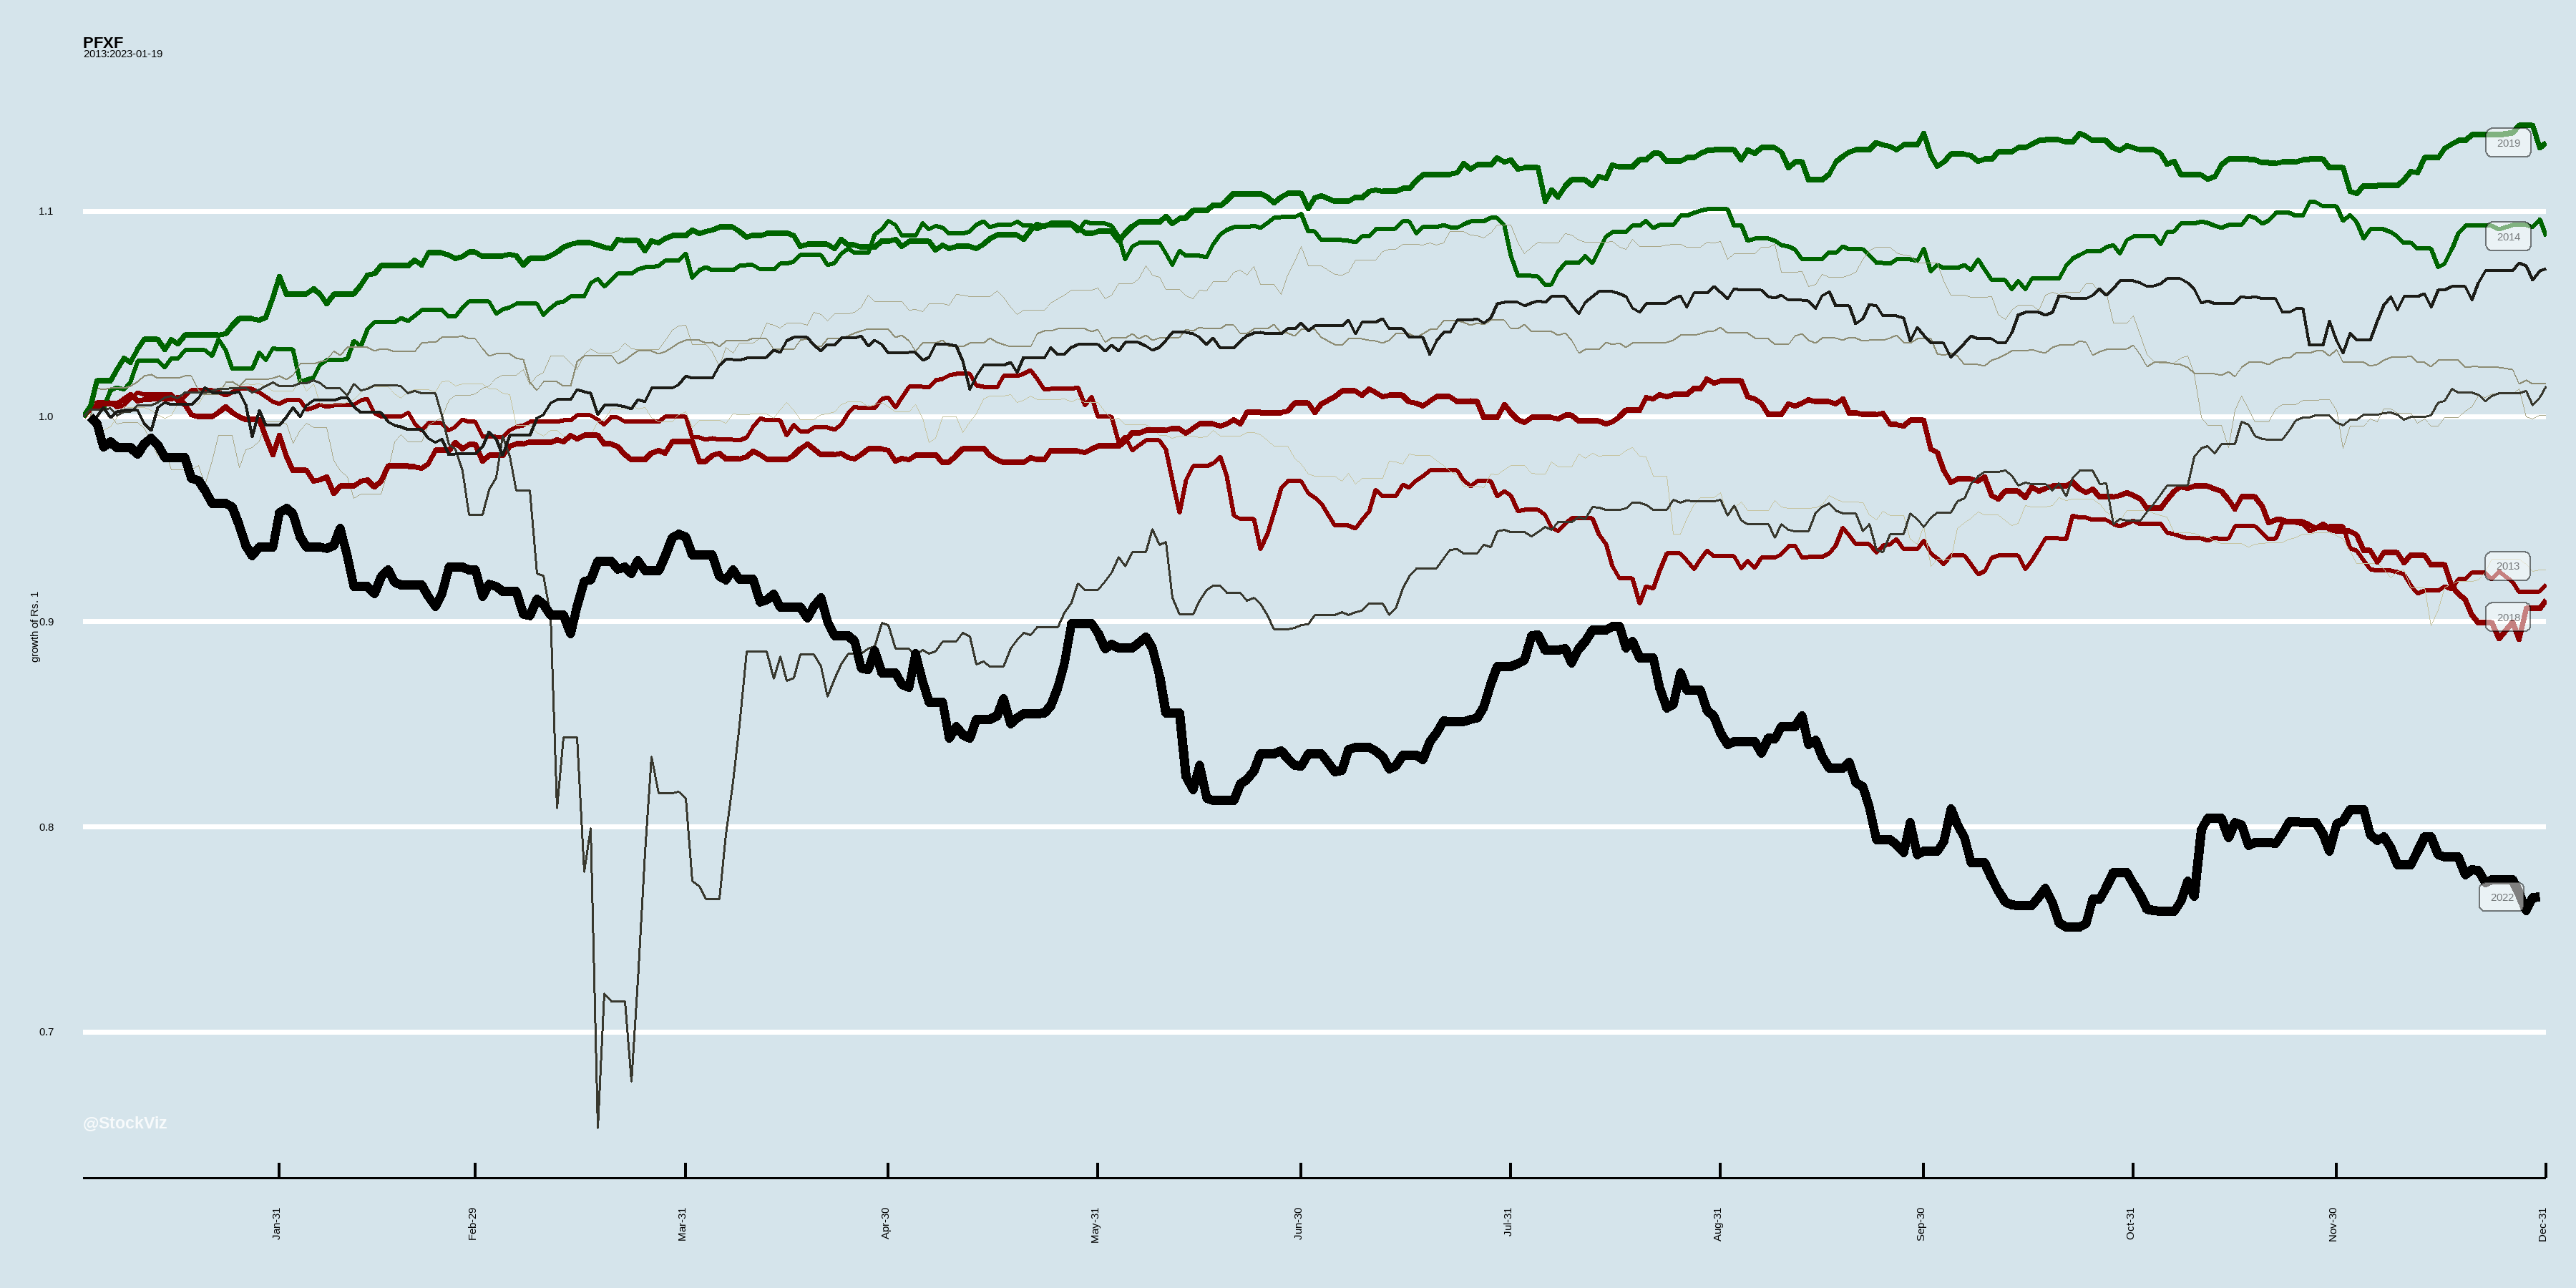 PFXF
2013:2023-01-19
2019
1.1
2014
1.0
2013
growth of Rs. 1
0.9
2018
0.8
2022
0.7
@StockViz
Jan-31
Feb-29
Mar-31
Apr-30
May-31
Jun-30
Jul-31
Aug-31
Sep-30
Oct-31
Nov-30
Dec-31